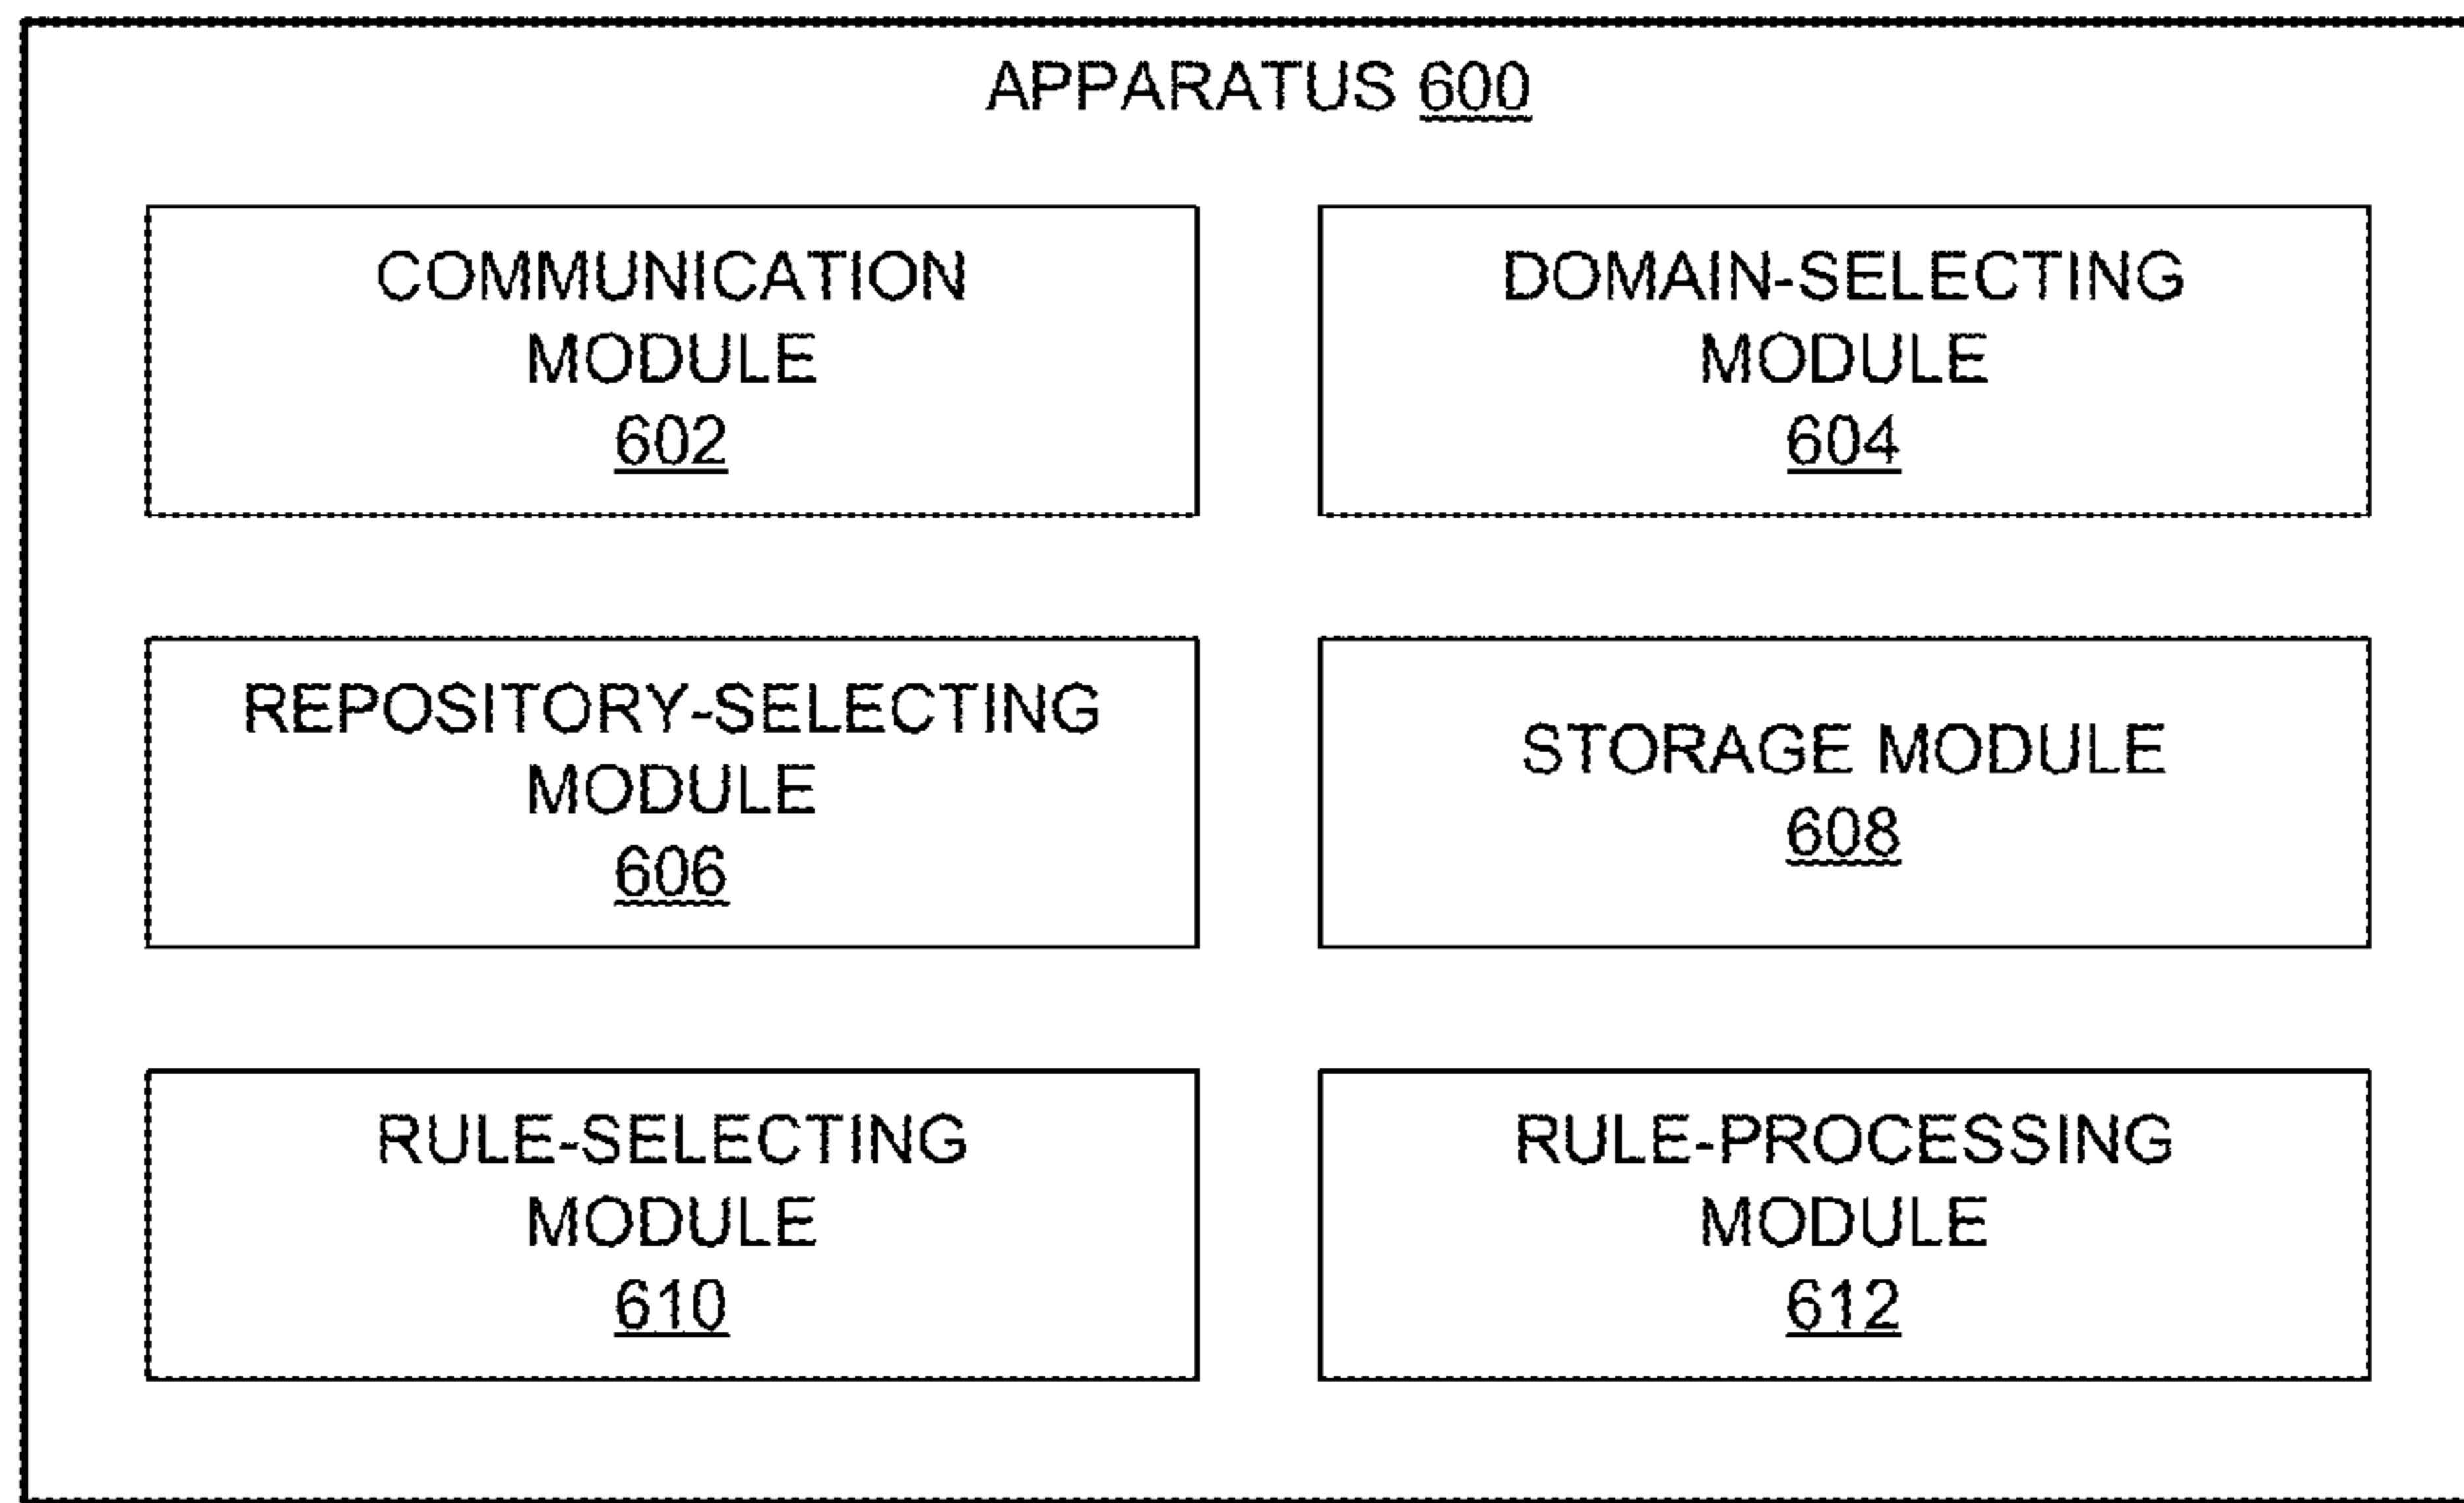 APPARATUS 600
COMMUNICATION
MODULE
602
DOMAIN-SELECTING
MODULE
604
REPOSITORY-SELECTING
MODULE
606
STORAGE MODULE
608
RULE-SELECTING
MODULE
610
RULE-PROCESSING
MODULE
612